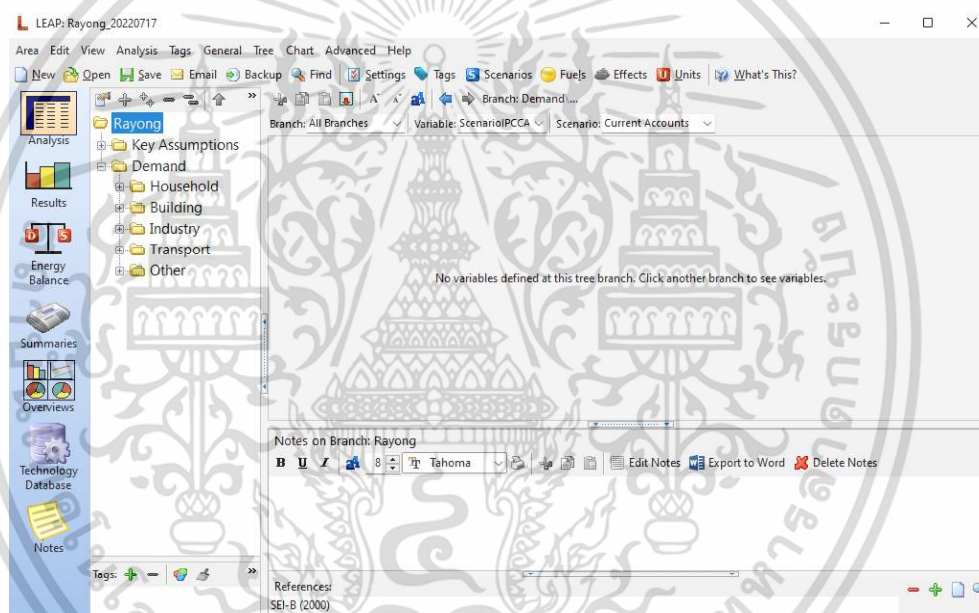 LEAP: Rayong_20220717
Area Edit View Analysis Tags General Tree Chart Advanced Help
New Open Save Email Backup Find Settings Tags Scenarios Fuels Effects Units What's This?
Branch: Demand\...
Branch: All Branches Variable: ScenarioIPCCA Scenario: Current Accounts
Analysis
Results
Energy
Balance
Summaries
Overviews
Technology
Database
Notes
Rayong
Key Assumptions
Demand
Household
Building
Industry
Transport
Other
Tags:
No variables defined at this tree branch. Click another branch to see variables.
Notes on Branch: Rayong
B U I 8 Tahoma Edit Notes Export to Word Delete Notes
References:
SEI-B (2000)